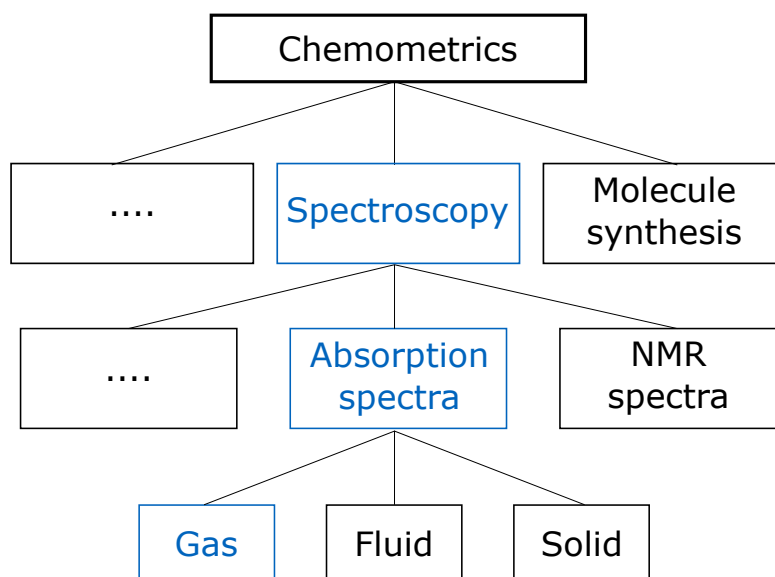 Chemometrics
....
Spectroscopy
Molecule
synthesis
....
Absorption
spectra
NMR
spectra
Gas
Fluid
Solid